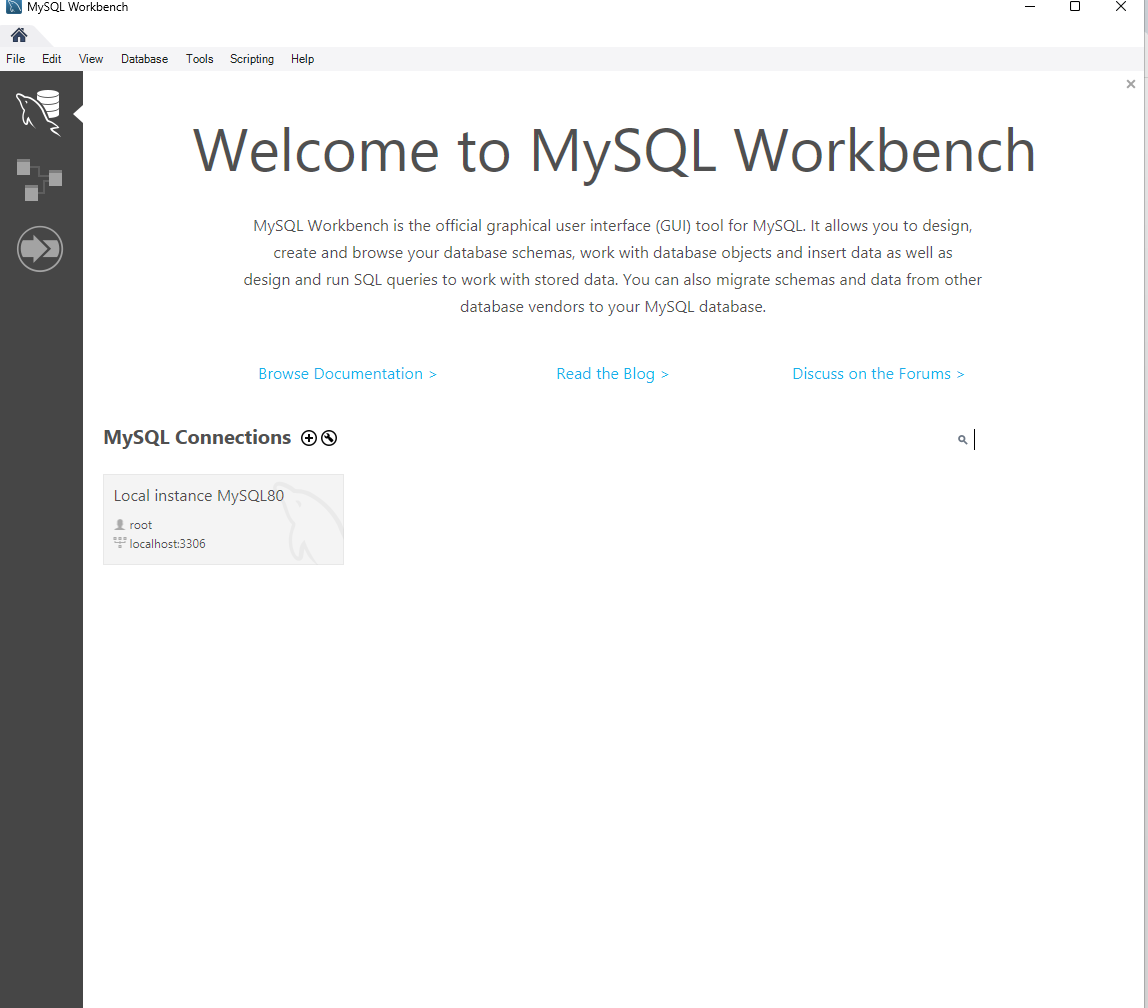 MySQL Workbench
File Edit View Database Tools Scripting Help
Welcome to MySQL Workbench
MySQL Workbench is the official graphical user interface (GUI) tool for MySQL. It allows you to design,
create and browse your database schemas, work with database objects and insert data as well as
design and run SQL queries to work with stored data. You can also migrate schemas and data from other
database vendors to your MySQL database.
Browse Documentation > Read the Blog > Discuss on the Forums >
MySQL Connections
Local instance MySQL80
root
localhost:3306